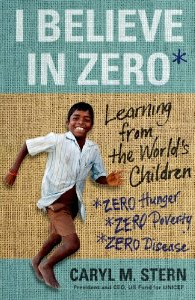 I BELIEVE
IN ZERO*
Learning
from
the World's
Children
*ZERO Hunger
*ZERO Poverty
*ZERO Disease
CARYL M. STERN
President and CEO, US Fund for UNICEF